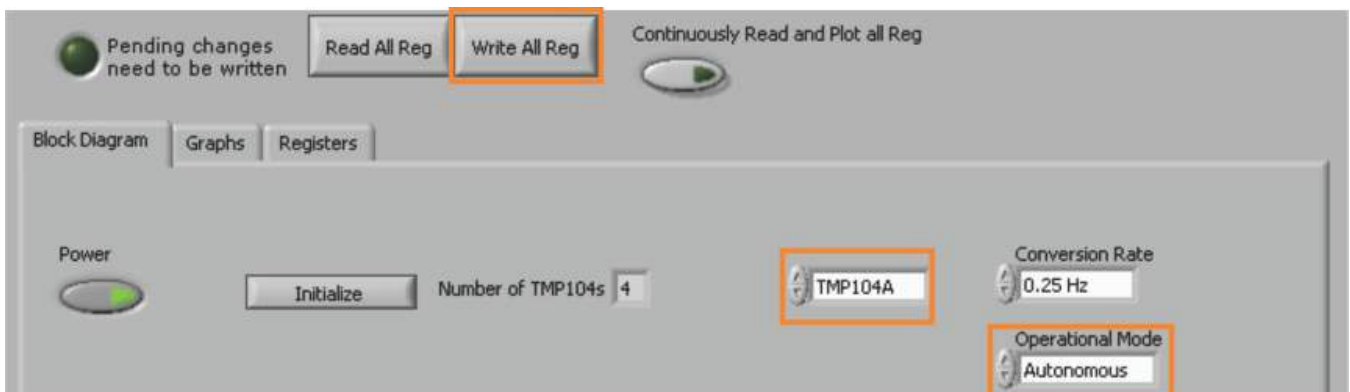 Pending changes
need to be written
Read All Reg
Write All Reg
Continuously Read and Plot all Reg
Block Diagram
Graphs
Registers
Power
Initialize
Number of TMP104s 4
TMP104A
Conversion Rate
0.25 Hz
Operational Mode
Autonomous